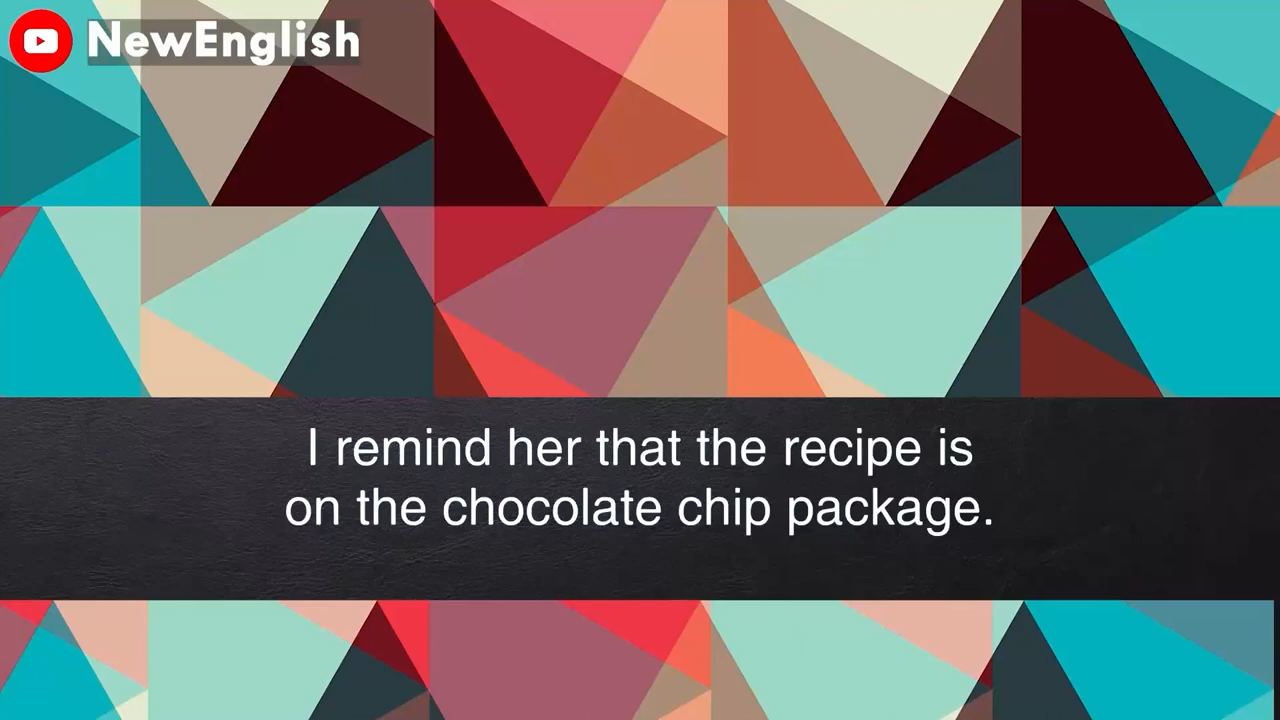 NewEnglish
I remind her that the recipe is
on the chocolate chip package.